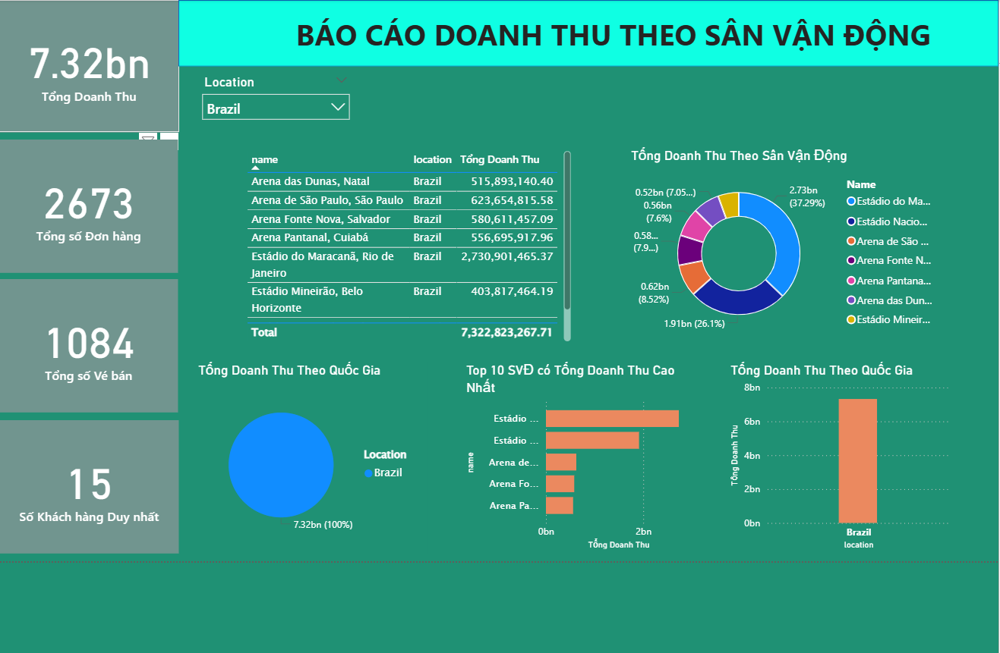 7.32bn
Tổng Doanh Thu
2673
Tổng số Đơn hàng
1084
Tổng số Vé bán
15
Số Khách hàng Duy nhất
BÁO CÁO DOANH THU THEO SÂN VẬN ĐỘNG
Location
Brazil
name location Tổng Doanh Thu
Arena das Dunas, Natal Brazil 515,893,140.40
Arena de São Paulo, São Paulo Brazil 623,654,815.58
Arena Fonte Nova, Salvador Brazil 580,611,457.09
Arena Pantanal, Cuiabá Brazil 556,695,917.96
Estádio do Maracanã, Rio de Brazil 2,730,901,465.37
Janeiro
Estádio Mineirão, Belo Brazil 403,817,464.19
Horizonte
Total 7,322,823,267.71
Tổng Doanh Thu Theo Sân Vận Động
0.52bn (7.05...)
0.56bn
(7.6%)
0.58...
(7.9...)
0.62bn
(8.52%)
1.91bn (26.1%)
2.73bn
(37.29%)
Name
Estádio do Ma...
Estádio Nacio...
Arena de São ...
Arena Fonte N...
Arena Pantana...
Arena das Dun...
Estádio Mineir...
Tổng Doanh Thu Theo Quốc Gia
7.32bn (100%)
Location
Brazil
Top 10 SVĐ có Tổng Doanh Thu Cao
Nhất
name
Estádio ...
Estádio ...
Arena de...
Arena Fo...
Arena Pa...
0bn 2bn
Tổng Doanh Thu
Tổng Doanh Thu Theo Quốc Gia
Tổng Doanh Thu
8bn
6bn
4bn
2bn
0bn
Brazil
location